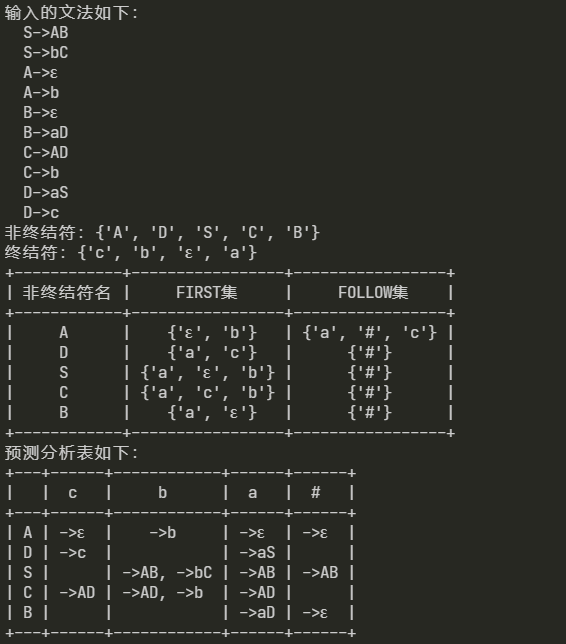 输入的文法如下:
  S->AB
  S->bC
  A->ε
  A->b
  B->ε
  B->aD
  C->AD
  C->b
  D->aS
  D->c
非终结符: {'A', 'D', 'S', 'C', 'B'}
终结符: {'c', 'b', 'ε', 'a'}
+------------+-----------------+-----------------+
| 非终结符名 |     FIRST集     |     FOLLOW集    |
+------------+-----------------+-----------------+
|     A      |    {'ε', 'b'}   | {'a', '#', 'c'} |
|     D      |    {'a', 'c'}   |      {'#'}      |
|     S      | {'a', 'ε', 'b'} |      {'#'}      |
|     C      | {'a', 'c', 'b'} |      {'#'}      |
|     B      |    {'a', 'ε'}   |      {'#'}      |
+------------+-----------------+-----------------+
预测分析表如下:
+---+------+------------+------+------+
|   |  c   |     b      |  a   |  #   |
+---+------+------------+------+------+
| A | ->ε  |    ->b     | ->ε  | ->ε  |
| D | ->c  |            | ->aS |      |
| S |      | ->AB, ->bC | ->AB | ->AB |
| C | ->AD | ->AD, ->b  | ->AD |      |
| B |      |            | ->aD | ->ε  |
+---+------+------------+------+------+